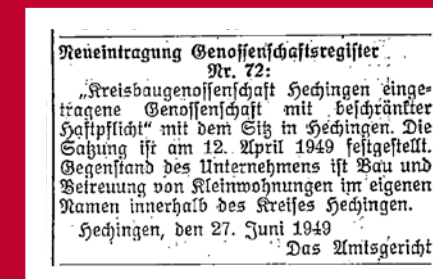 Neueintragung Genossenschaftsregister
Nr. 72:
„Kreisbaugenossenschaft Hechingen einge-
tragene Genossenschaft mit beschränkter
Haftpflicht“ mit dem Sitz in Hechingen. Die
Satzung ist am 12. April 1949 festgestellt.
Gegenstand des Unternehmens ist Bau und
Betreuung von Kleinwohnungen im eigenen
Namen innerhalb des Kreises Hechingen.
Hechingen, den 27. Juni 1949
Das Amtsgericht